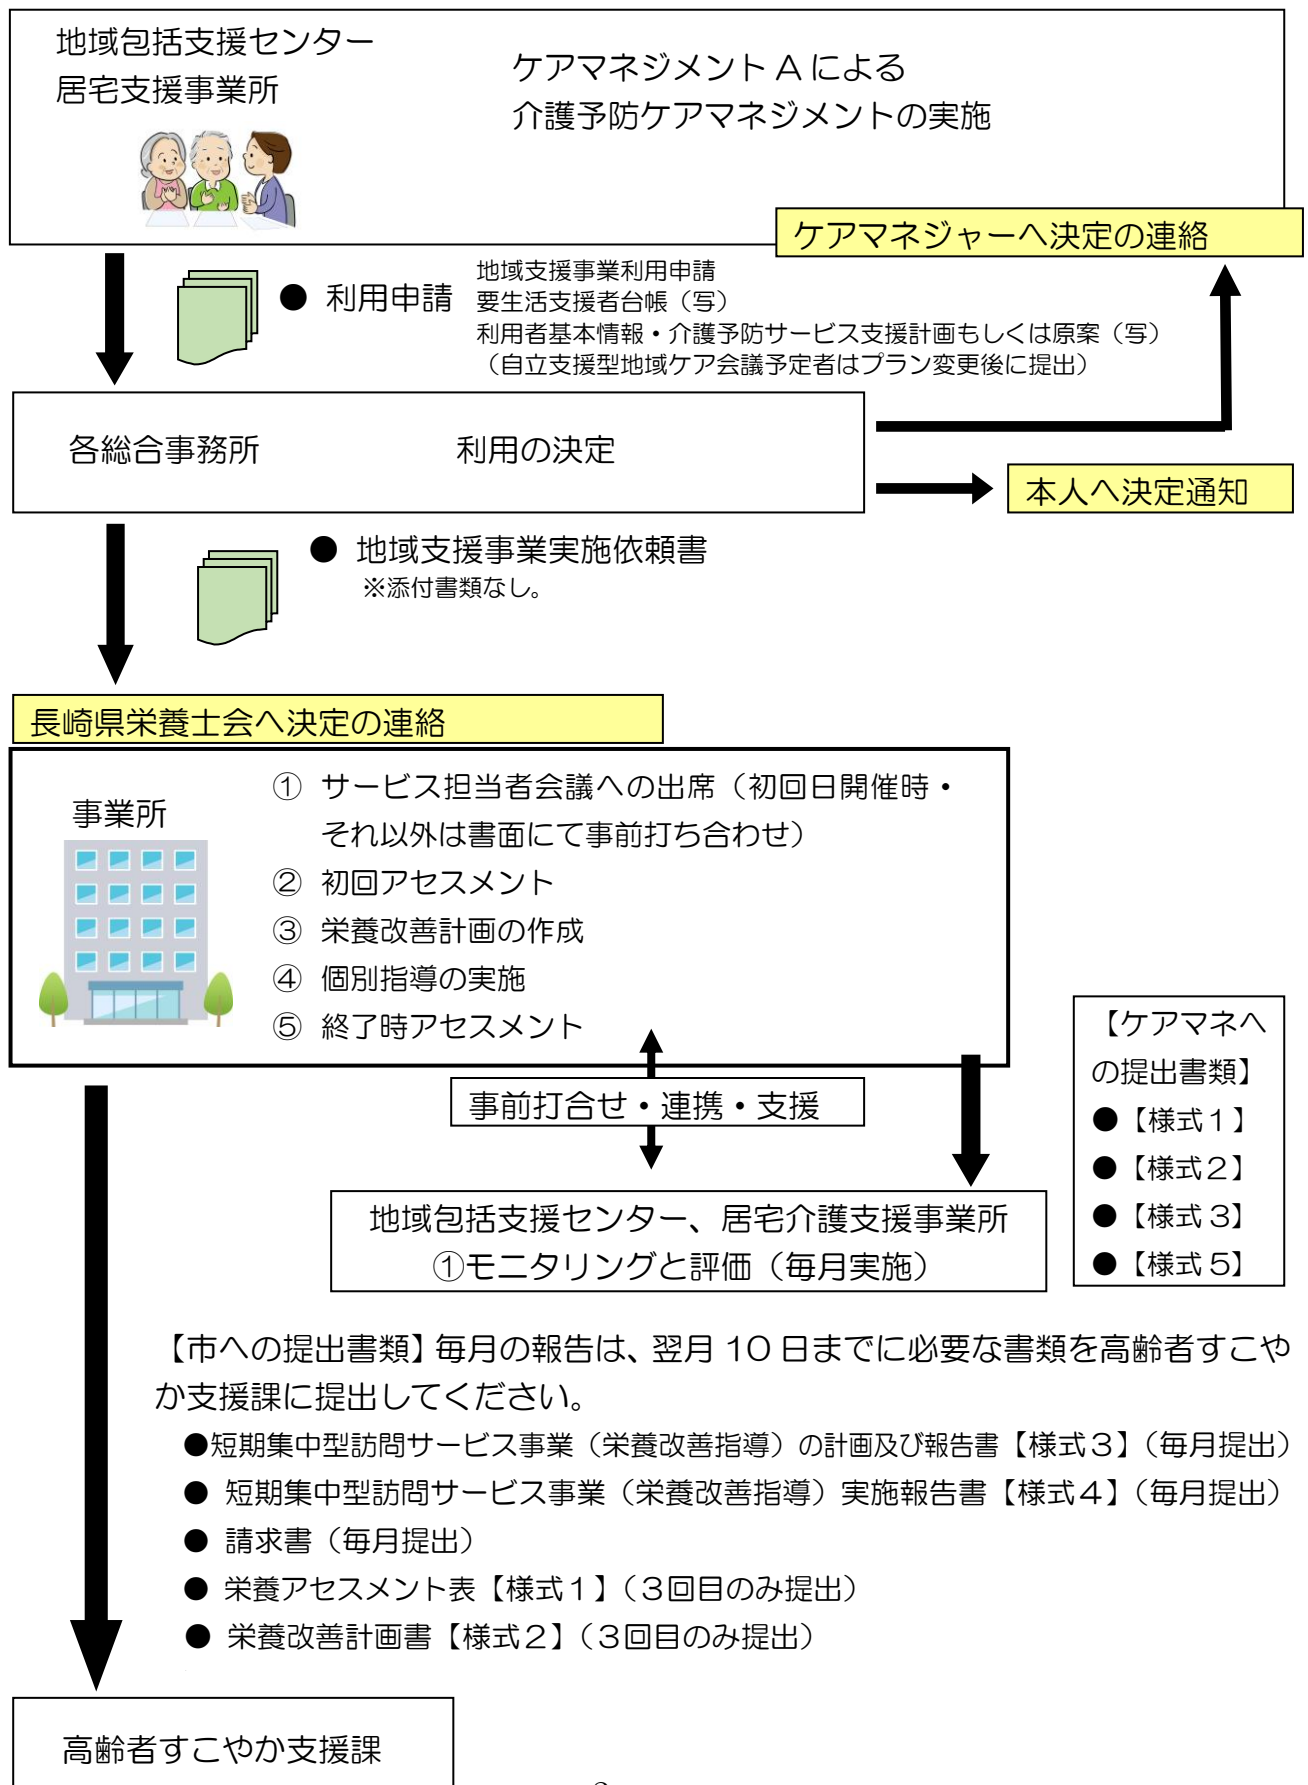 地域包括支援センター
居宅支援事業所
ケアマネジメントAによる
介護予防ケアマネジメントの実施
ケアマネジャーへ決定の連絡
● 利用申請
地域支援事業利用申請
要生活支援者台帳（写）
利用者基本情報・介護予防サービス支援計画もしくは原案（写）
（自立支援型地域ケア会議予定者はプラン変更後に提出）
各総合事務所 利用の決定
本人へ決定通知
● 地域支援事業実施依頼書
※添付書類なし。
長崎県栄養士会へ決定の連絡
事業所
① サービス担当者会議への出席（初回日開催時・
それ以外は書面にて事前打ち合わせ）
② 初回アセスメント
③ 栄養改善計画の作成
④ 個別指導の実施
⑤ 終了時アセスメント
【ケアマネへ
の提出書類】
●【様式１】
●【様式２】
●【様式３】
●【様式５】
事前打合せ・連携・支援
地域包括支援センター、居宅介護支援事業所
①モニタリングと評価（毎月実施）
【市への提出書類】毎月の報告は、翌月10日までに必要な書類を高齢者すこや
か支援課に提出してください。
●短期集中型訪問サービス事業（栄養改善指導）の計画及び報告書【様式３】（毎月提出）
● 短期集中型訪問サービス事業（栄養改善指導）実施報告書【様式４】（毎月提出）
● 請求書（毎月提出）
● 栄養アセスメント表【様式１】（３回目のみ提出）
● 栄養改善計画書【様式２】（３回目のみ提出）
高齢者すこやか支援課